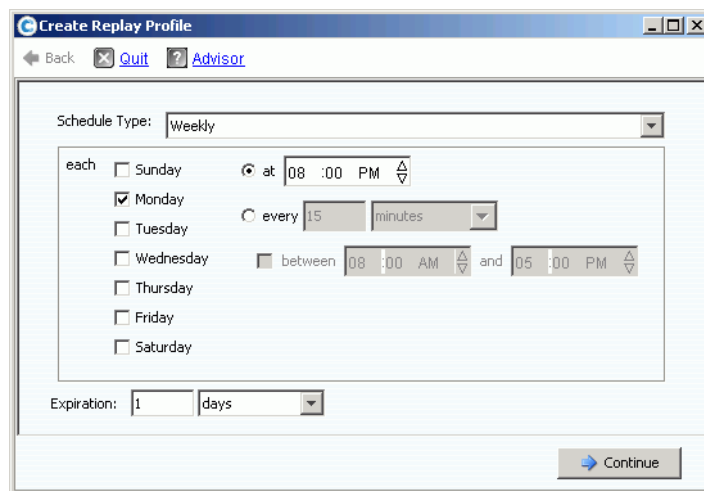 Create Replay Profile
Back Quit ? Advisor
Schedule Type: Weekly
each Sunday at 08 :00 PM
Monday
every 15 minutes
Tuesday
Wednesday between 08 :00 AM and 05 :00 PM
Thursday
Friday
Saturday
Expiration: 1 days
Continue